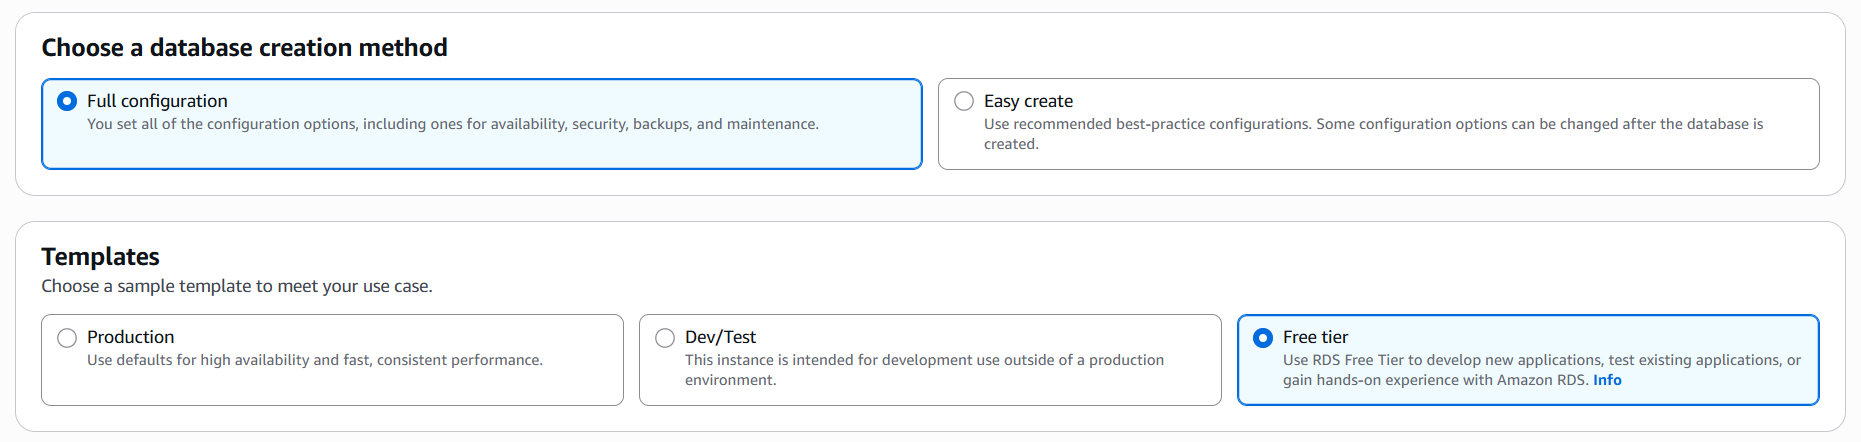 Choose a database creation method
Full configuration
You set all of the configuration options, including ones for availability, security, backups, and maintenance.
Easy create
Use recommended best-practice configurations. Some configuration options can be changed after the database is
created.
Templates
Choose a sample template to meet your use case.
Production
Use defaults for high availability and fast, consistent performance.
Dev/Test
This instance is intended for development use outside of a production
environment.
Free tier
Use RDS Free Tier to develop new applications, test existing applications, or
gain hands-on experience with Amazon RDS. Info